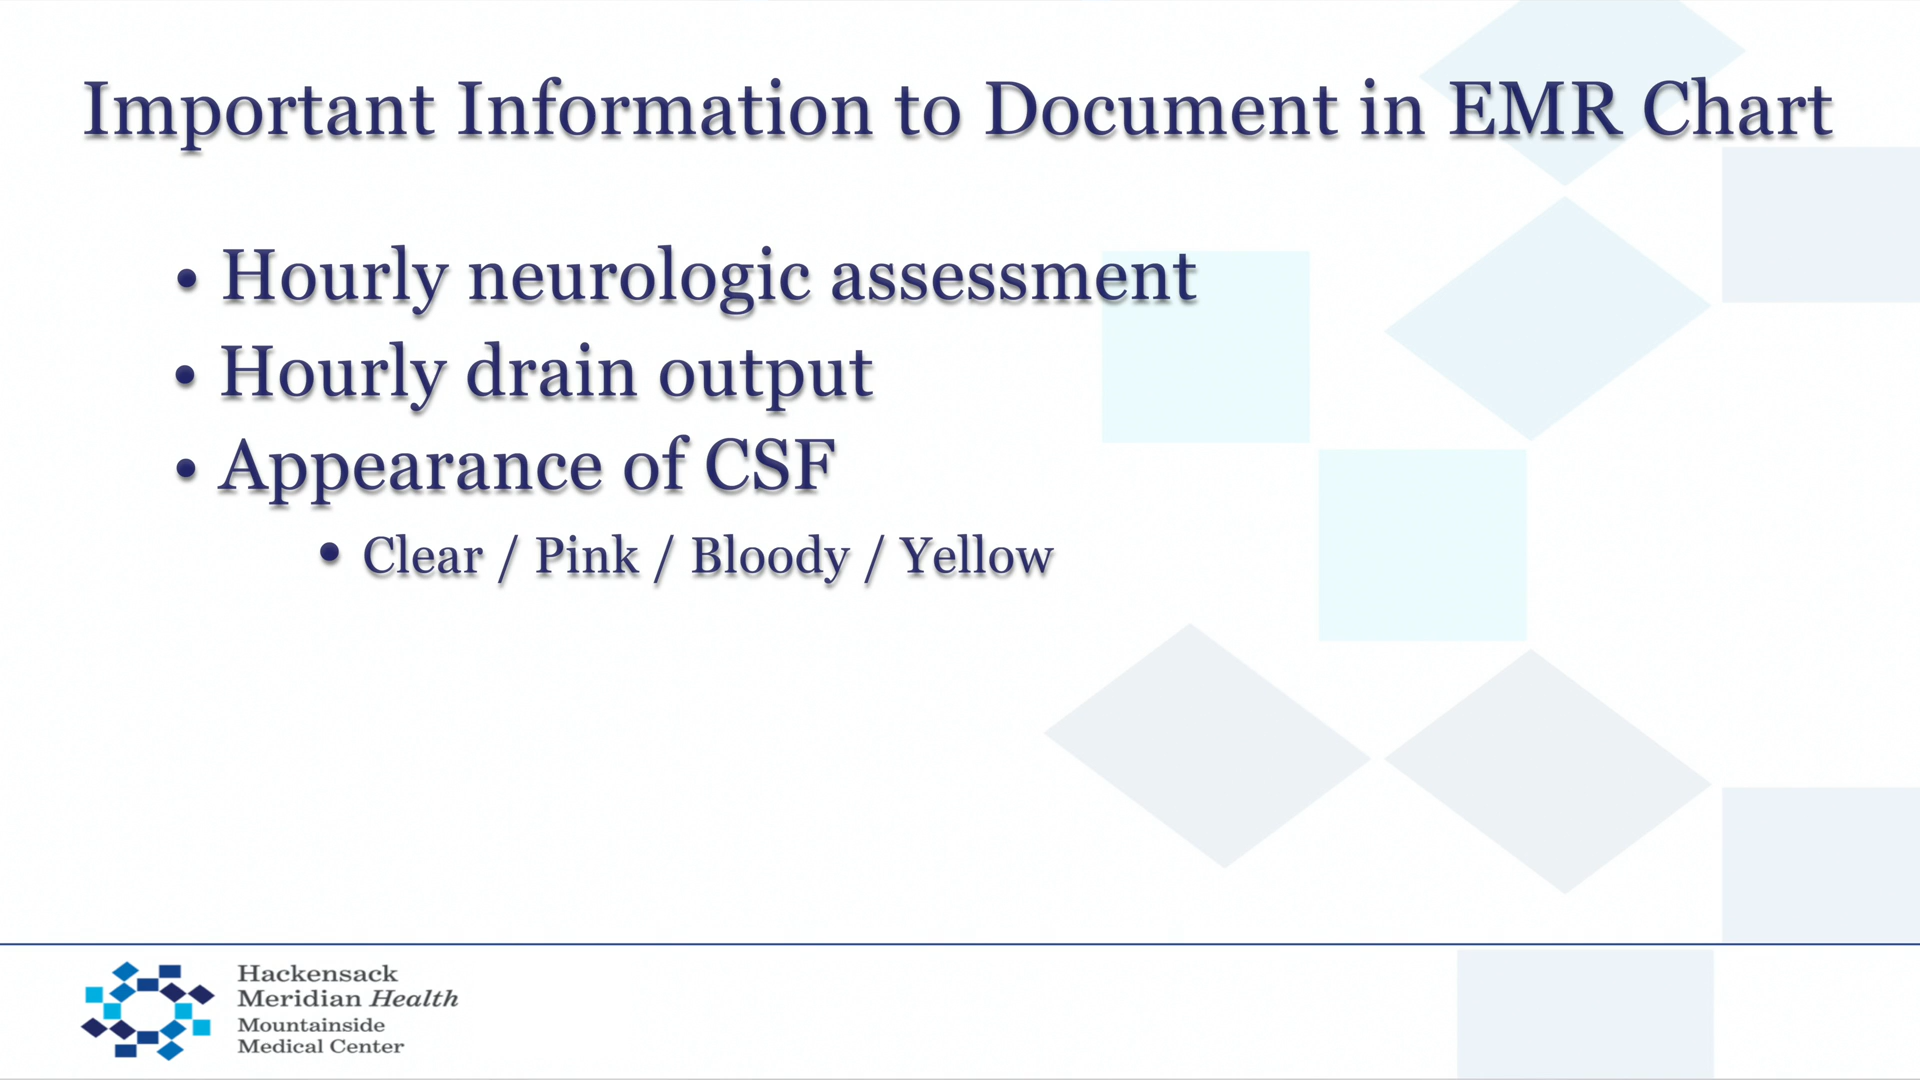 Important Information to Document in EMR Chart
• Hourly neurologic assessment
• Hourly drain output
• Appearance of CSF
• Clear / Pink / Bloody / Yellow
Hackensack
Meridian Health
Mountainside
Medical Center